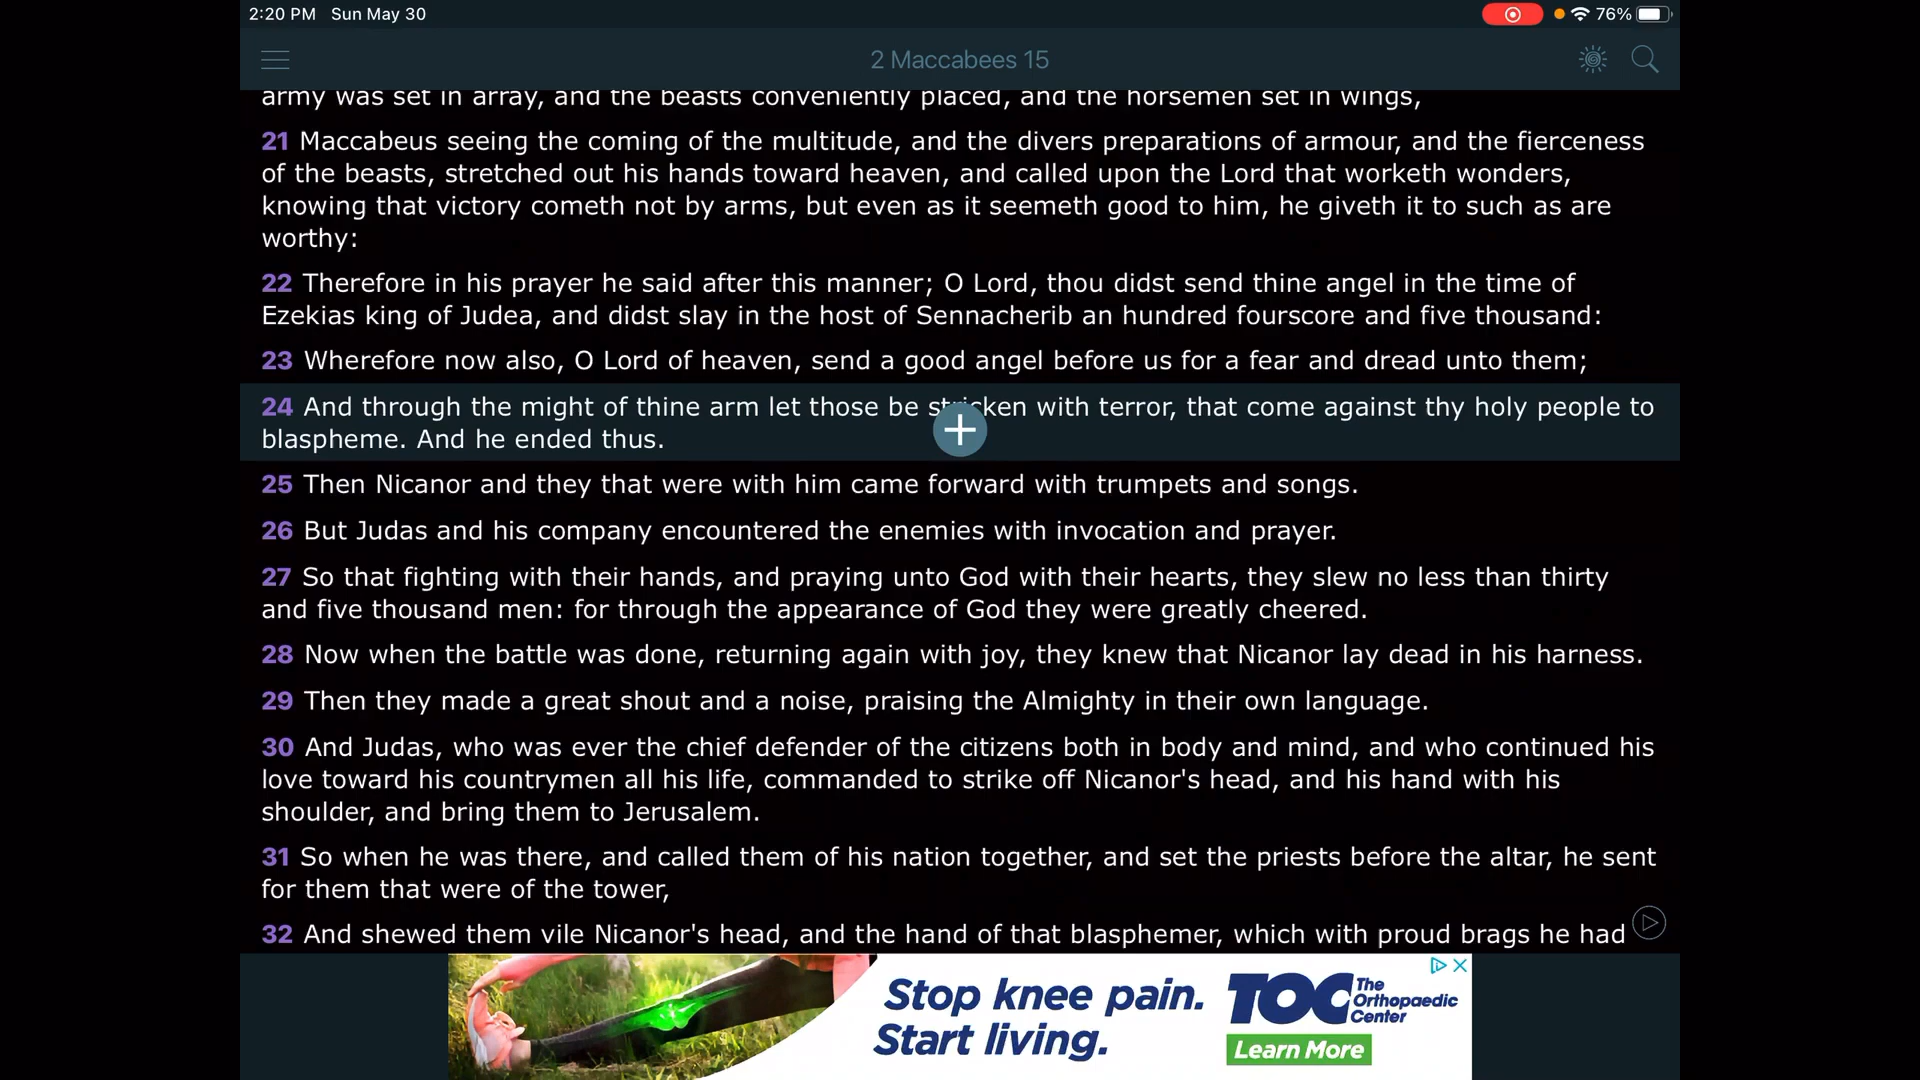 2:20 PM Sun May 30
76%
2 Maccabees 15
army was set in array, and the beasts conveniently placed, and the horsemen set in wings,
21 Maccabeus seeing the coming of the multitude, and the divers preparations of armour, and the fierceness
of the beasts, stretched out his hands toward heaven, and called upon the Lord that worketh wonders,
knowing that victory cometh not by arms, but even as it seemeth good to him, he giveth it to such as are
worthy:
22 Therefore in his prayer he said after this manner; O Lord, thou didst send thine angel in the time of
Ezekias king of Judea, and didst slay in the host of Sennacherib an hundred fourscore and five thousand:
23 Wherefore now also, O Lord of heaven, send a good angel before us for a fear and dread unto them;
24 And through the might of thine arm let those be stricken with terror, that come against thy holy people to
blaspheme. And he ended thus.
25 Then Nicanor and they that were with him came forward with trumpets and songs.
26 But Judas and his company encountered the enemies with invocation and prayer.
27 So that fighting with their hands, and praying unto God with their hearts, they slew no less than thirty
and five thousand men: for through the appearance of God they were greatly cheered.
28 Now when the battle was done, returning again with joy, they knew that Nicanor lay dead in his harness.
29 Then they made a great shout and a noise, praising the Almighty in their own language.
30 And Judas, who was ever the chief defender of the citizens both in body and mind, and who continued his
love toward his countrymen all his life, commanded to strike off Nicanor's head, and his hand with his
shoulder, and bring them to Jerusalem.
31 So when he was there, and called them of his nation together, and set the priests before the altar, he sent
for them that were of the tower,
32 And shewed them vile Nicanor's head, and the hand of that blasphemer, which with proud brags he had
Stop knee pain.
Start living.
TOC The
Orthopaedic
Center
Learn More